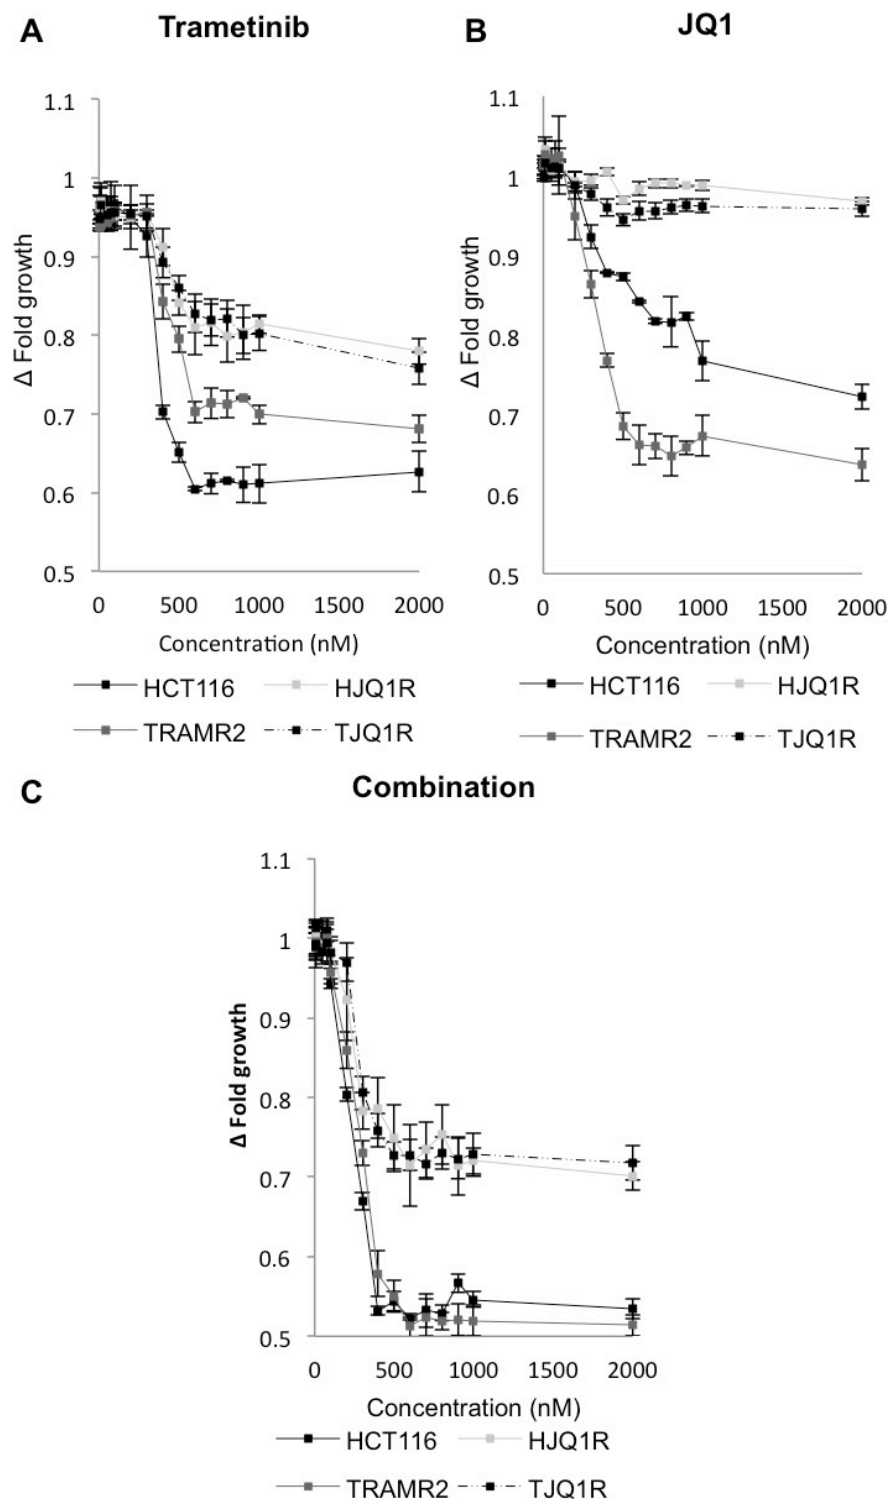 A Trametinib
1.1
1
0.9
0.8
0.7
0.6
0.5
Δ Fold growth
0 500 1000 1500 2000
Concentration (nM)
HCT116 HJQ1R
TRAMR2 TJQ1R
B JQ1
1.1
1
0.9
0.8
0.7
0.6
0.5
Δ Fold growth
0 500 1000 1500 2000
Concentration (nM)
HCT116 HJQ1R
TRAMR2 TJQ1R
C Combination
1.1
1
0.9
0.8
0.7
0.6
0.5
Δ Fold growth
0 500 1000 1500 2000
Concentration (nM)
HCT116 HJQ1R
TRAMR2 TJQ1R